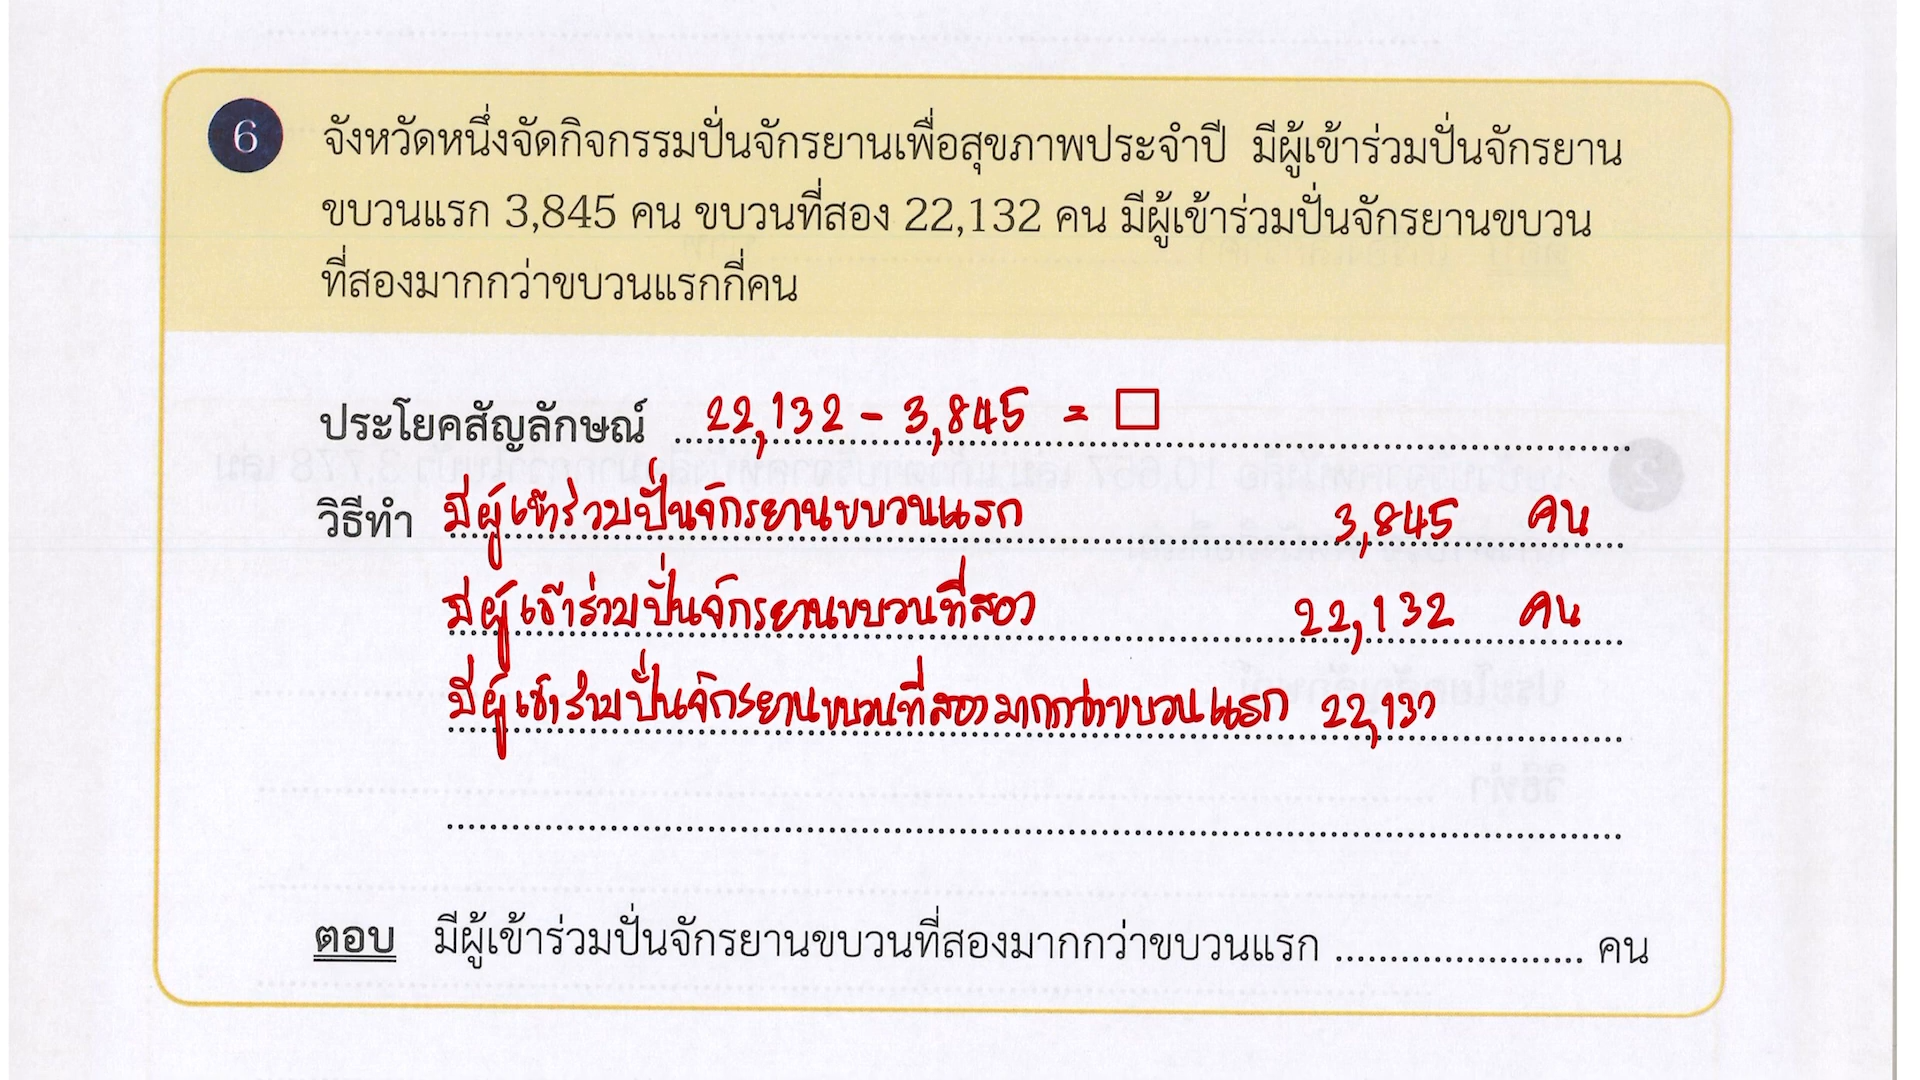 6 จังหวัดหนึ่งจัดกิจกรรมปั่นจักรยานเพื่อสุขภาพประจำปี มีผู้เข้าร่วมปั่นจักรยาน
ขบวนแรก 3,845 คน ขบวนที่สอง 22,132 คน มีผู้เข้าร่วมปั่นจักรยานขบวน
ที่สองมากกว่าขบวนแรกกี่คน
ประโยคสัญลักษณ์ 22,132 - 3,845 = □
วิธีทำ มีผู้เข้าร่วมปั่นจักรยานขบวนแรก 3,845 คน
มีผู้เข้าร่วมปั่นจักรยานขบวนที่สอง 22,132 คน
มีผู้เข้าร่วมปั่นจักรยานขบวนที่สองมากกว่าขบวนแรก 22,13
ตอบ มีผู้เข้าร่วมปั่นจักรยานขบวนที่สองมากกว่าขบวนแรก ........................ คน